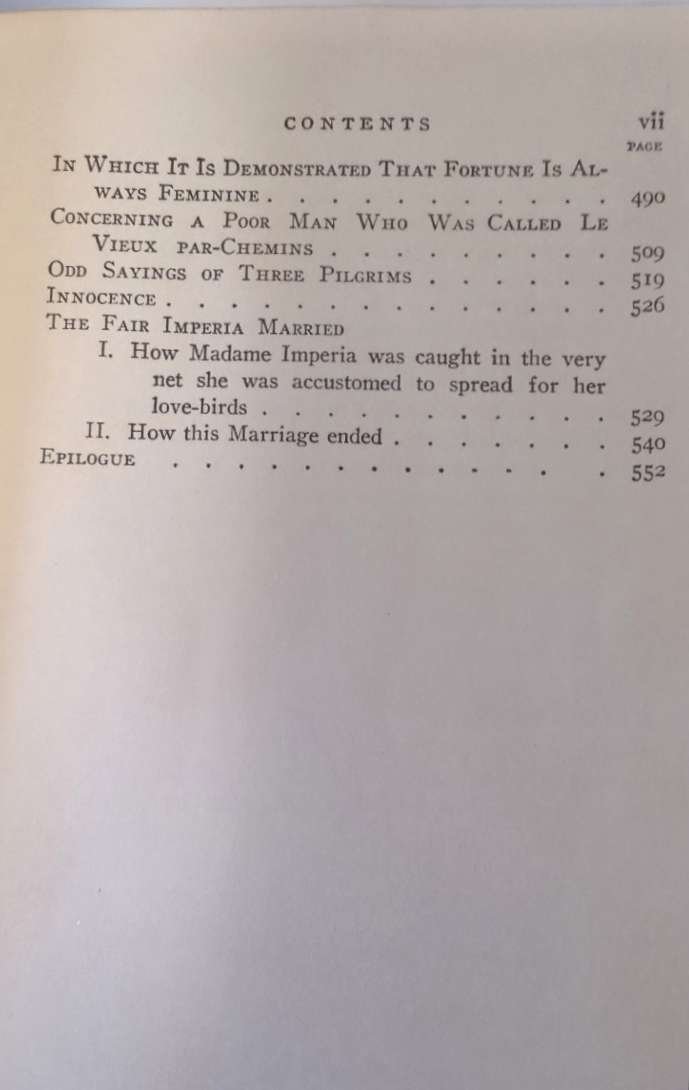 CONTENTS vii
PAGE
In Which It Is Demonstrated That Fortune Is Al-
ways Feminine . . . . . . . . . . . 490
Concerning a Poor Man Who Was Called Le
Vieux par-Chemins . . . . . . . . . 509
Odd Sayings of Three Pilgrims . . . . . . 519
Innocence . . . . . . . . . . . . . . 526
The Fair Imperia Married
I. How Madame Imperia was caught in the very
net she was accustomed to spread for her
love-birds . . . . . . . . . . . 529
II. How this Marriage ended . . . . . . . 540
Epilogue . . . . . . . . . . . . . . 552